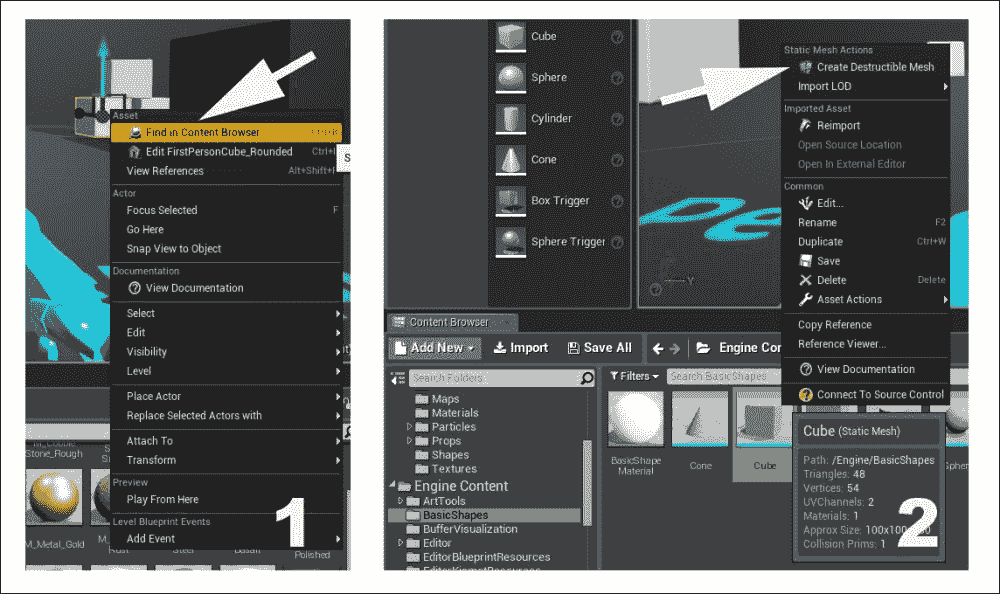 Asset
Find in Content Browser
Edit FirstPersonCube_Rounded
View References Alt+Shift+
Actor
Focus Selected F
Go Here
Snap View to Object
Documentation
View Documentation
Select
Edit
Visibility
Level
Place Actor
Replace Selected Actors with
Attach To
Transform
Preview
Play From Here
Level Blueprint Events
Add Event
Stone_Rough
M_Metal_Gold
Steel
Polished
1
Cube
Sphere
Cylinder
Cone
Box Trigger
Sphere Trigger
Static Mesh Actions
Create Destructible Mesh
Import LOD
Imported Asset
Reimport
Open Source Location
Open In External Editor
Common
Edit...
Rename F2
Duplicate Ctrl+W
Save
Delete Delete
Asset Actions
Copy Reference
Reference Viewer...
View Documentation
Connect To Source Control
Content Browser
Add New Import Save All Engine Con
Search Folders Filters Search BasicShapes
Maps
Materials
Particles
Props
Shapes
Textures
Engine Content
ArtTools
BasicShapes
BufferVisualization
Editor
EditorBlueprintResources
BasicShape
Material
Cone
Cube
Cube (Static Mesh)
Path: /Engine/BasicShapes
Triangles: 48
Vertices: 54
UVChannels: 2
Materials: 1
Approx Size: 100x100
Collision Prims: 1
2